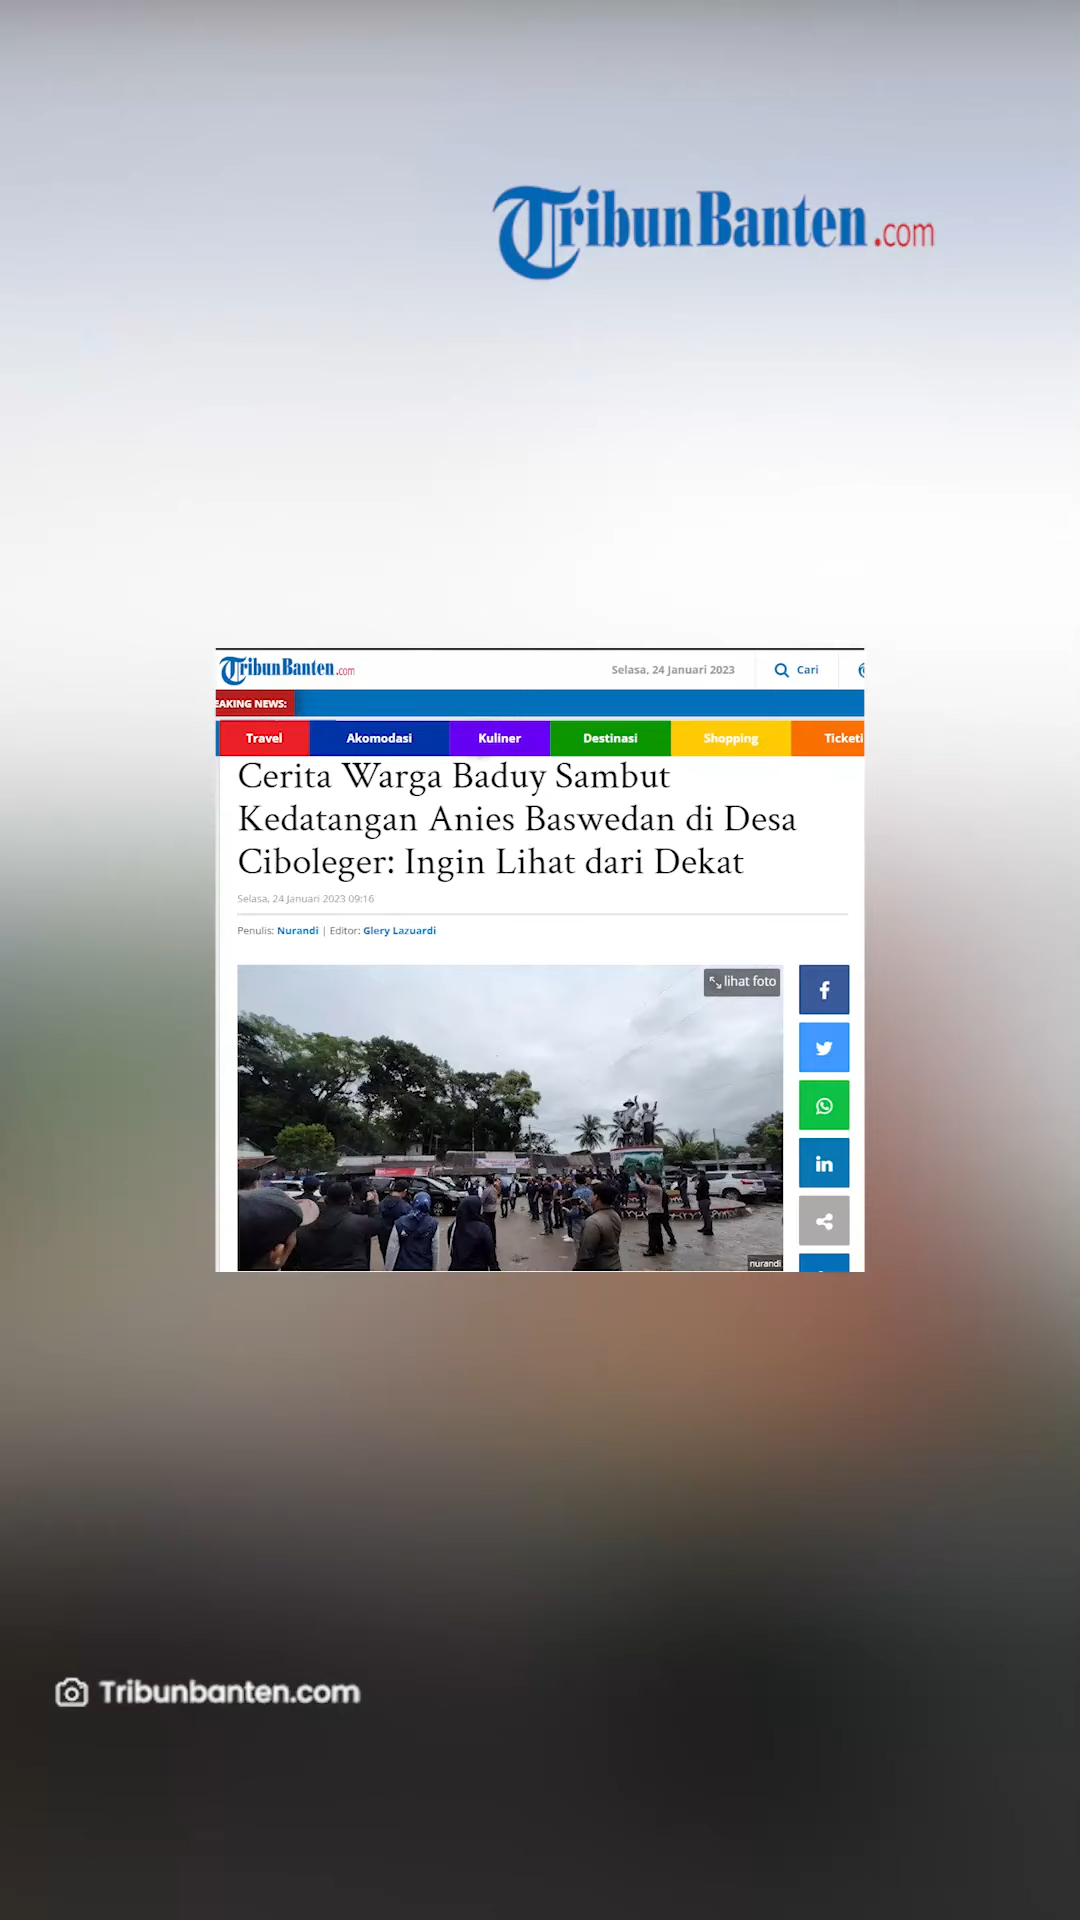 TribunBanten.com
TribunBanten.com
Selasa, 24 Januari 2023
Cari
EAKING NEWS:
Travel
Akomodasi
Kuliner
Destinasi
Shopping
Ticketi
Cerita Warga Baduy Sambut
Kedatangan Anies Baswedan di Desa
Ciboleger: Ingin Lihat dari Dekat
Selasa, 24 Januari 2023 09:16
Penulis: Nurandi | Editor: Glery Lazuardi
lihat foto
nurandi
Tribunbanten.com